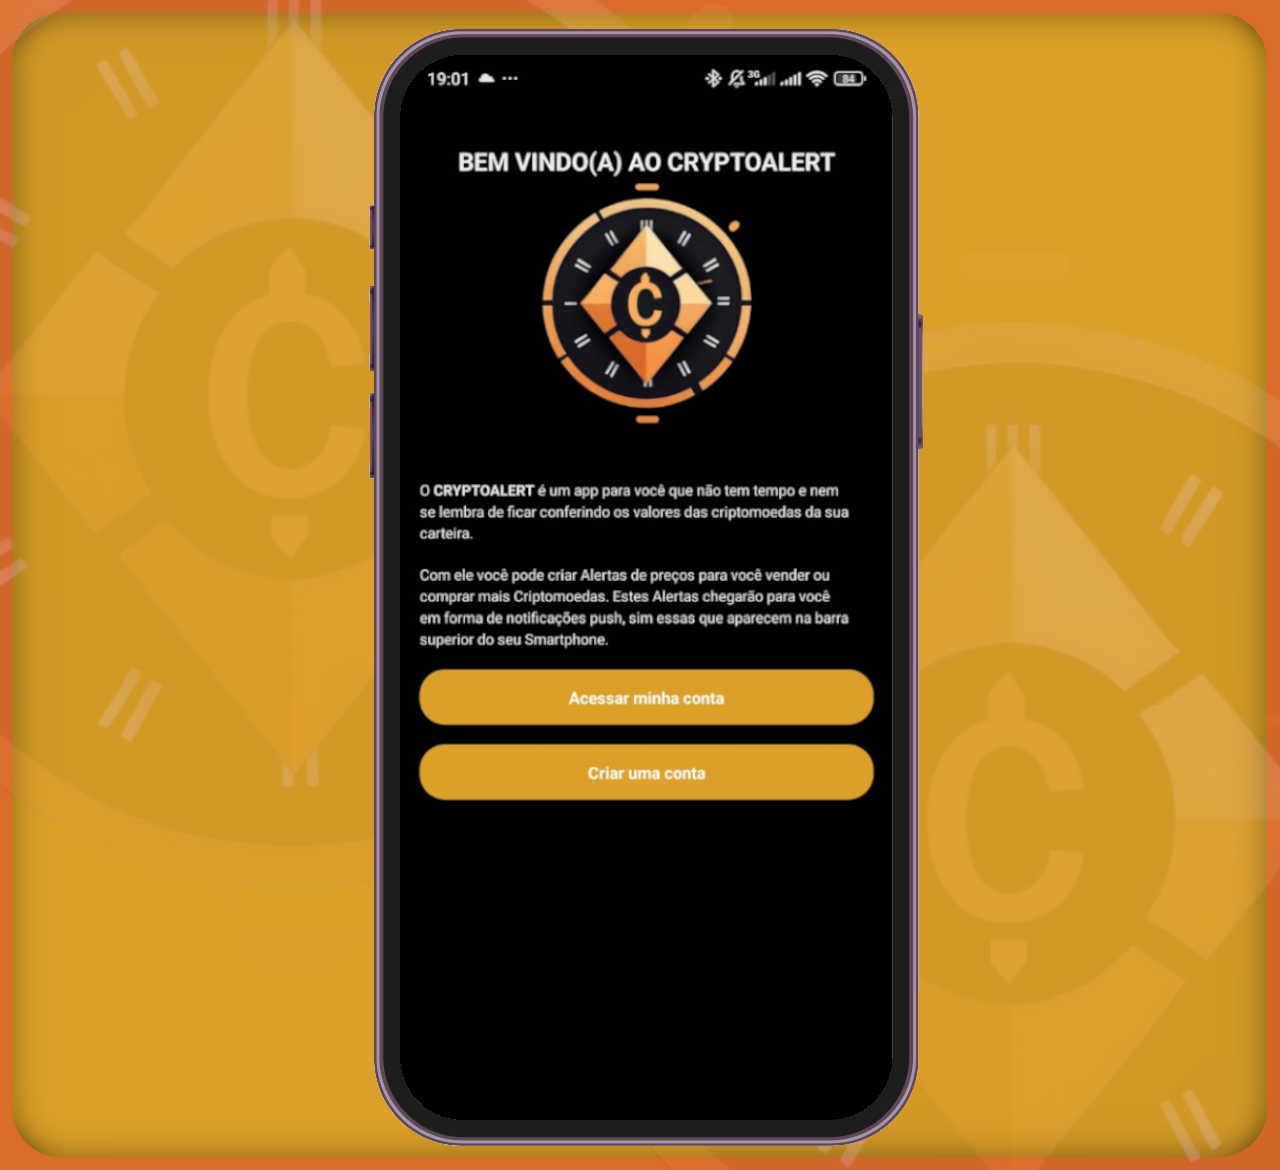 19:01
3G
84
BEM VINDO(A) AO CRYPTOALERT
O CRYPTOALERT é um app para você que não tem tempo e nem
se lembra de ficar conferindo os valores das criptomoedas da sua
carteira.
Com ele você pode criar Alertas de preços para você vender ou
comprar mais Criptomoedas. Estes Alertas chegarão para você
em forma de notificações push, sim essas que aparecem na barra
superior do seu Smartphone.
Acessar minha conta
Criar uma conta